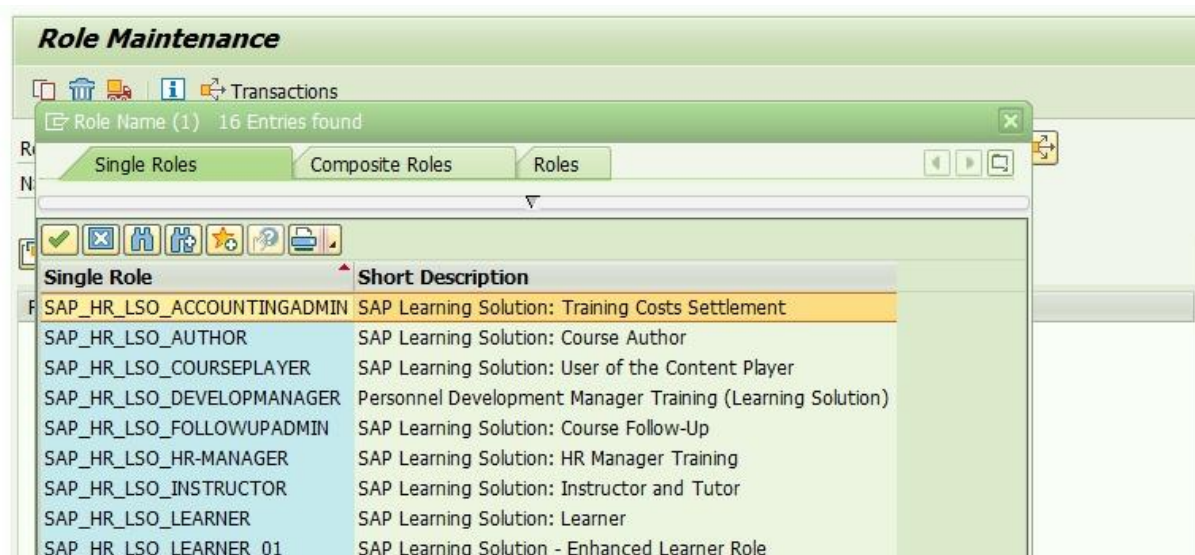 Role Maintenance
Transactions
Role Name (1) 16 Entries found
Single Roles Composite Roles Roles
Single Role Short Description
SAP_HR_LSO_ACCOUNTINGADMIN SAP Learning Solution: Training Costs Settlement
SAP_HR_LSO_AUTHOR SAP Learning Solution: Course Author
SAP_HR_LSO_COURSEPLAYER SAP Learning Solution: User of the Content Player
SAP_HR_LSO_DEVELOPMANAGER Personnel Development Manager Training (Learning Solution)
SAP_HR_LSO_FOLLOWUPADMIN SAP Learning Solution: Course Follow-Up
SAP_HR_LSO_HR-MANAGER SAP Learning Solution: HR Manager Training
SAP_HR_LSO_INSTRUCTOR SAP Learning Solution: Instructor and Tutor
SAP_HR_LSO_LEARNER SAP Learning Solution: Learner
SAP_HR_LSO_LEARNER_01 SAP Learning Solution - Enhanced Learner Role